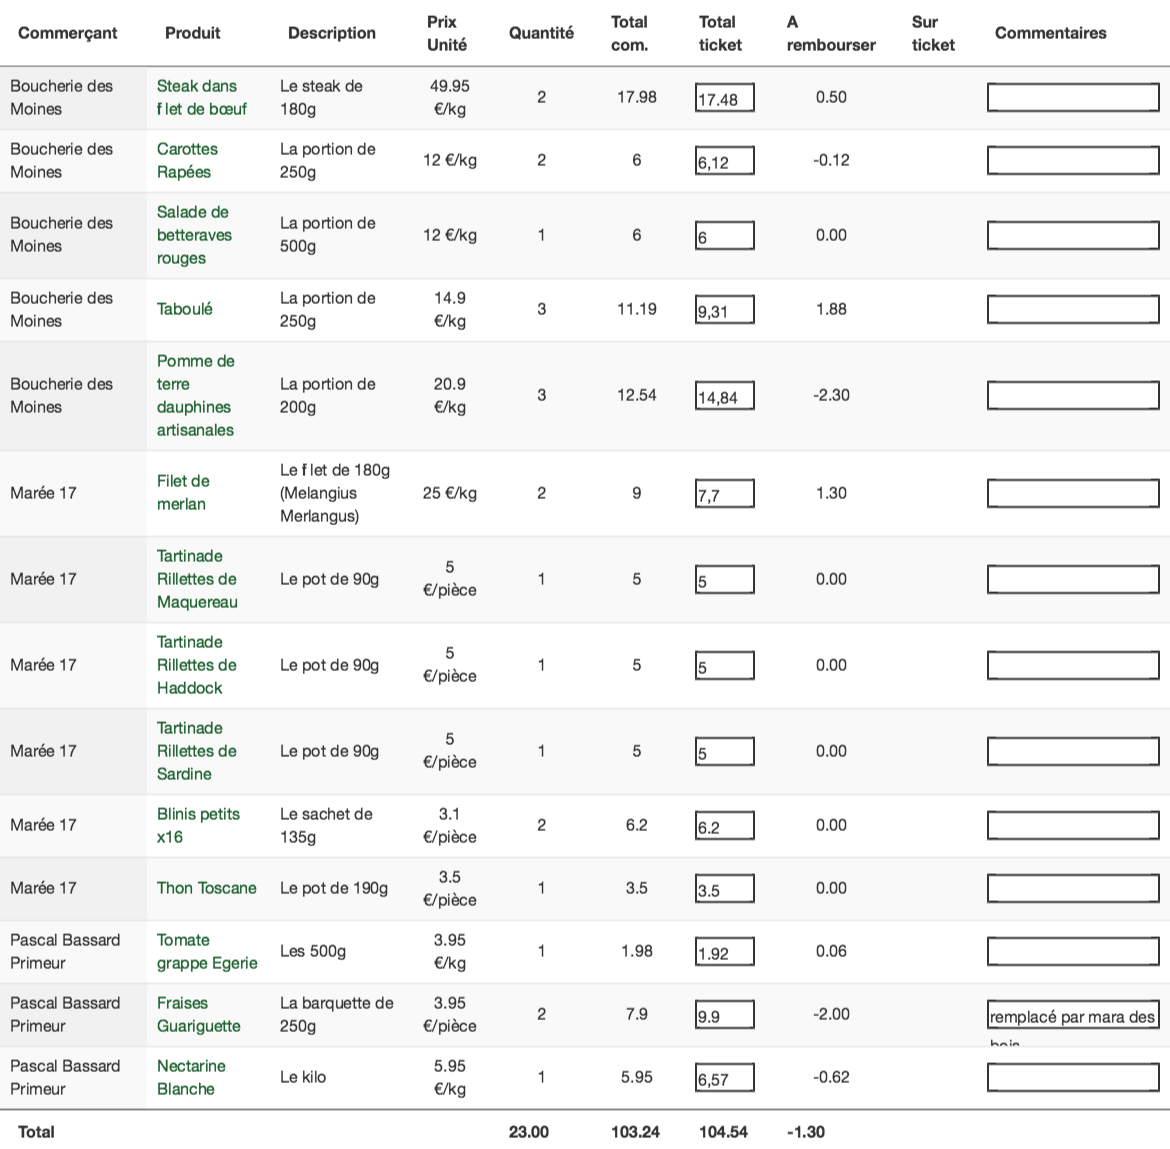 Commerçant Produit Description Prix Unité Quantité Total com. Total ticket A rembourser Sur ticket Commentaires
Boucherie des Moines Steak dans filet de bœuf Le steak de 180g 49.95 €/kg 2 17.98 17.48 0.50
Boucherie des Moines Carottes Rapées La portion de 250g 12 €/kg 2 6 6,12 -0.12
Boucherie des Moines Salade de betteraves rouges La portion de 500g 12 €/kg 1 6 6 0.00
Boucherie des Moines Taboulé La portion de 250g 14.9 €/kg 3 11.19 9,31 1.88
Boucherie des Moines Pomme de terre dauphines artisanales La portion de 200g 20.9 €/kg 3 12.54 14,84 -2.30
Marée 17 Filet de merlan Le filet de 180g (Melangius Merlangus) 25 €/kg 2 9 7,7 1.30
Marée 17 Tartinade Rillettes de Maquereau Le pot de 90g 5 €/pièce 1 5 5 0.00
Marée 17 Tartinade Rillettes de Haddock Le pot de 90g 5 €/pièce 1 5 5 0.00
Marée 17 Tartinade Rillettes de Sardine Le pot de 90g 5 €/pièce 1 5 5 0.00
Marée 17 Blinis petits x16 Le sachet de 135g 3.1 €/pièce 2 6.2 6.2 0.00
Marée 17 Thon Toscane Le pot de 190g 3.5 €/pièce 1 3.5 3.5 0.00
Pascal Bassard Primeur Tomate grappe Egerie Les 500g 3.95 €/kg 1 1.98 1.92 0.06
Pascal Bassard Primeur Fraises Guariguette La barquette de 250g 3.95 €/pièce 2 7.9 9.9 -2.00 remplacé par mara des bois
Pascal Bassard Primeur Nectarine Blanche Le kilo 5.95 €/kg 1 5.95 6,57 -0.62
Total 23.00 103.24 104.54 -1.30